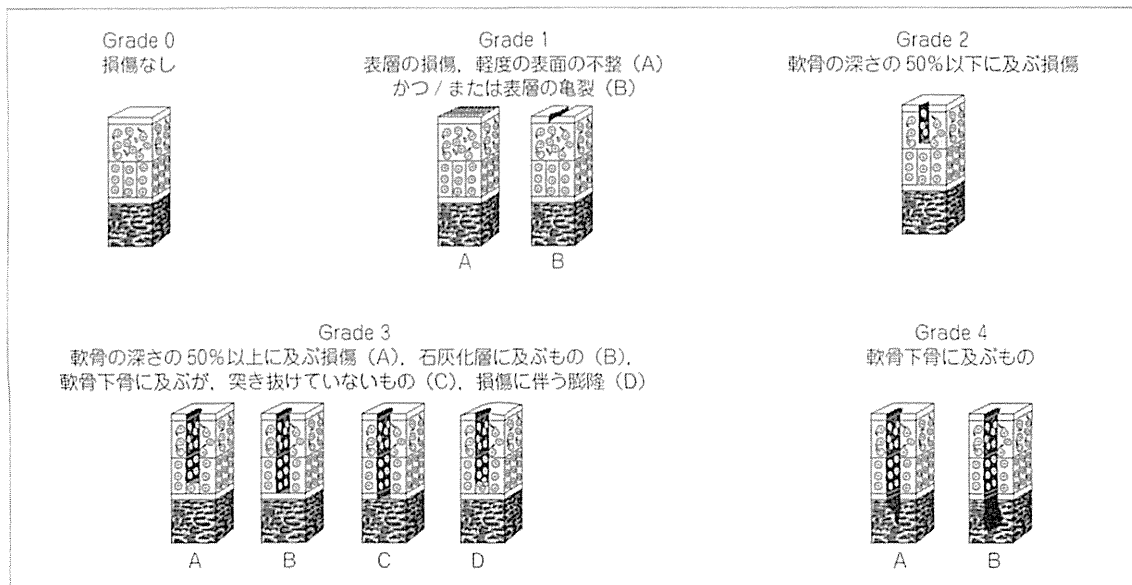 Grade 0
損傷なし
Grade 1
表層の損傷，軽度の表面の不整（A）
かつ / または表層の亀裂（B）
A
B
Grade 2
軟骨の深さの 50％以下に及ぶ損傷
Grade 3
軟骨の深さの 50％以上に及ぶ損傷（A），石灰化層に及ぶもの（B），
軟骨下骨に及ぶが，突き抜けていないもの（C），損傷に伴う膨隆（D）
A
B
C
D
Grade 4
軟骨下骨に及ぶもの
A
B